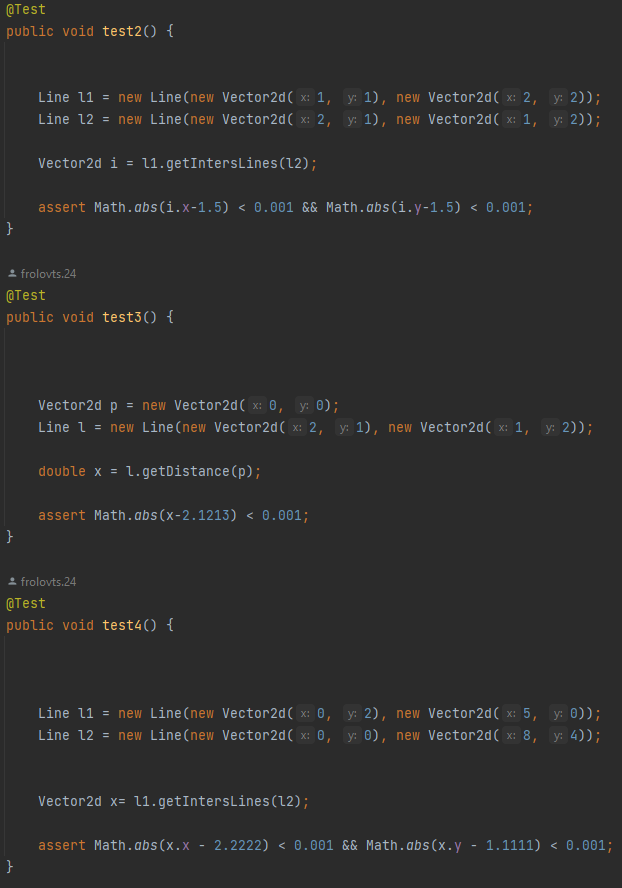 @Test
public void test2() {
Line l1 = new Line(new Vector2d( x: 1, y: 1), new Vector2d( x: 2, y: 2));
Line l2 = new Line(new Vector2d( x: 2, y: 1), new Vector2d( x: 1, y: 2));
Vector2d i = l1.getIntersLines(l2);
assert Math.abs(i.x-1.5) < 0.001 && Math.abs(i.y-1.5) < 0.001;
}
frolovts.24
@Test
public void test3() {
Vector2d p = new Vector2d( x: 0, y: 0);
Line l = new Line(new Vector2d( x: 2, y: 1), new Vector2d( x: 1, y: 2));
double x = l.getDistance(p);
assert Math.abs(x-2.1213) < 0.001;
}
frolovts.24
@Test
public void test4() {
Line l1 = new Line(new Vector2d( x: 0, y: 2), new Vector2d( x: 5, y: 0));
Line l2 = new Line(new Vector2d( x: 0, y: 0), new Vector2d( x: 8, y: 4));
Vector2d x= l1.getIntersLines(l2);
assert Math.abs(x.x - 2.2222) < 0.001 && Math.abs(x.y - 1.1111) < 0.001;
}